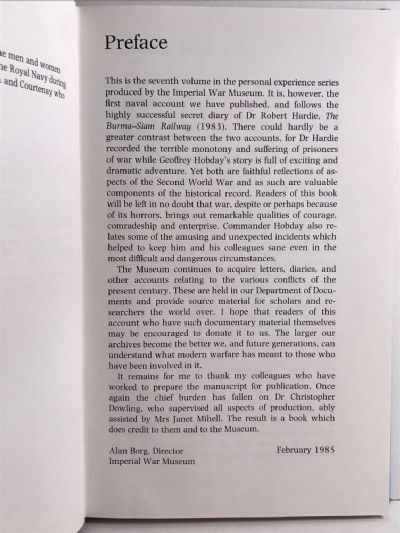 e men and women
he Royal Navy during
and Courtenay who
Preface
This is the seventh volume in the personal experience series
produced by the Imperial War Museum. It is, however, the
first naval account we have published, and follows the
highly successful secret diary of Dr Robert Hardie, The
Burma–Siam Railway (1983). There could hardly be a
greater contrast between the two accounts, for Dr Hardie
recorded the terrible monotony and suffering of prisoners
of war while Geoffrey Hobday's story is full of exciting and
dramatic adventure. Yet both are faithful reflections of as-
pects of the Second World War and as such are valuable
components of the historical record. Readers of this book
will be left in no doubt that war, despite or perhaps because
of its horrors, brings out remarkable qualities of courage,
comradeship and enterprise. Commander Hobday also re-
lates some of the amusing and unexpected incidents which
helped to keep him and his colleagues sane even in the
most difficult and dangerous circumstances.
The Museum continues to acquire letters, diaries, and
other accounts relating to the various conflicts of the
present century. These are held in our Department of Docu-
ments and provide source material for scholars and re-
searchers the world over. I hope that readers of this
account who have such documentary material themselves
may be encouraged to donate it to us. The larger our
archives become the better we, and future generations, can
understand what modern warfare has meant to those who
have been involved in it.
It remains for me to thank my colleagues who have
worked to prepare the manuscript for publication. Once
again the chief burden has fallen on Dr Christopher
Dowling, who supervised all aspects of production, ably
assisted by Mrs Janet Mihell. The result is a book which
does credit to them and to the Museum.
Alan Borg, Director February 1985
Imperial War Museum